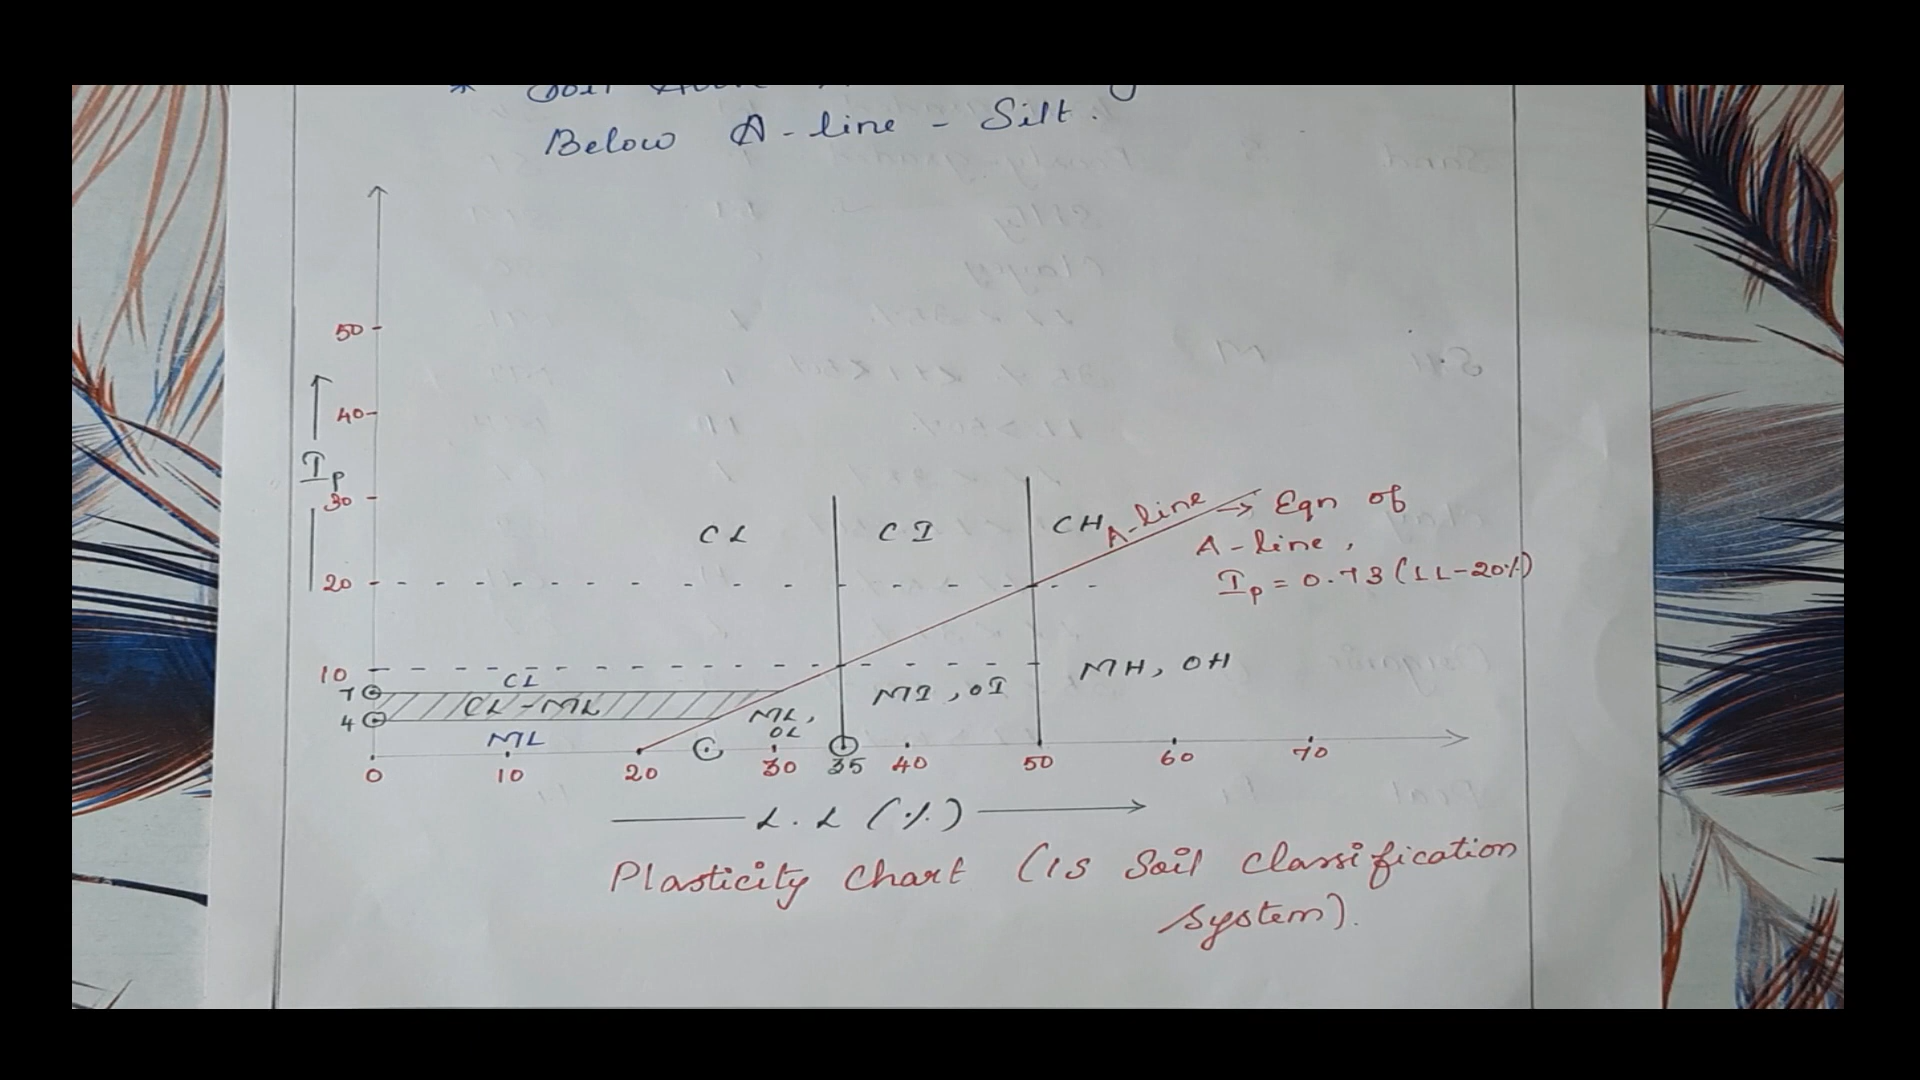 Below A-line - Silt.
50
40
Ip
30
20
10
7
4
CL
CI
CH
A-line → Eqn of
A-line,
Ip = 0.73 (LL-20%)
CL
CL-ML
ML
ML,
OL
MI, OI
MH, OH
0 10 20 30 35 40 50 60 70
L.L (%)
Plasticity chart (IS Soil classification
system).